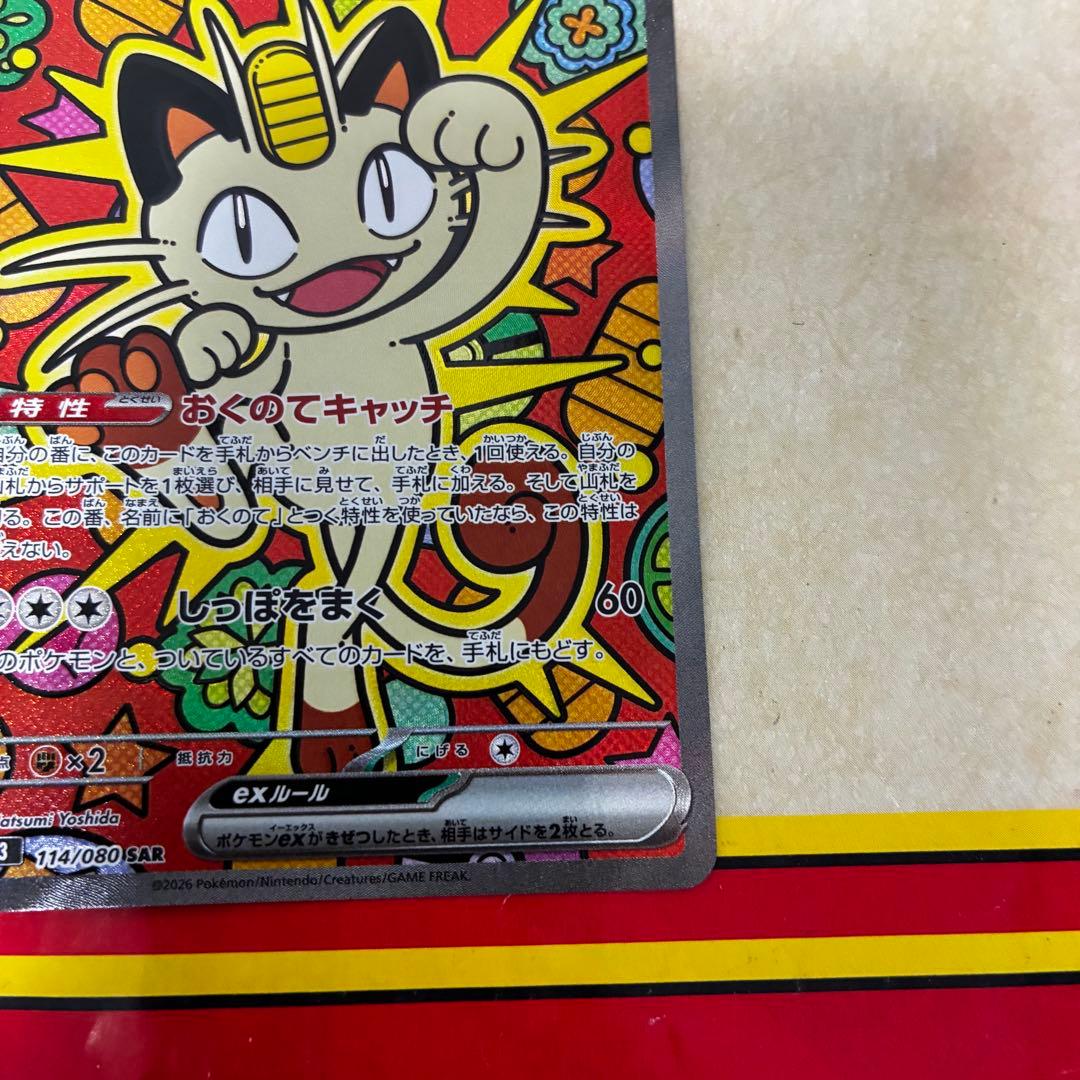 特性 とくせい おくのてキャッチ
自分の番に、このカードを手札からベンチに出したとき、1回使える。自分の
山札からサポートを1枚選び、相手に見せて、手札に加える。そして山札を
る。この番、名前に「おくのて」とつく特性を使っていたなら、この特性は
えない。
しっぽをまく 60
のポケモンと、ついているすべてのカードを、手札にもどす。
点 ×2 抵抗力 にげる
exルール
ポケモンexがきぜつしたとき、相手はサイドを2枚とる。
atsumi Yoshida
114/080 SAR
©2026 Pokémon/Nintendo/Creatures/GAME FREAK.